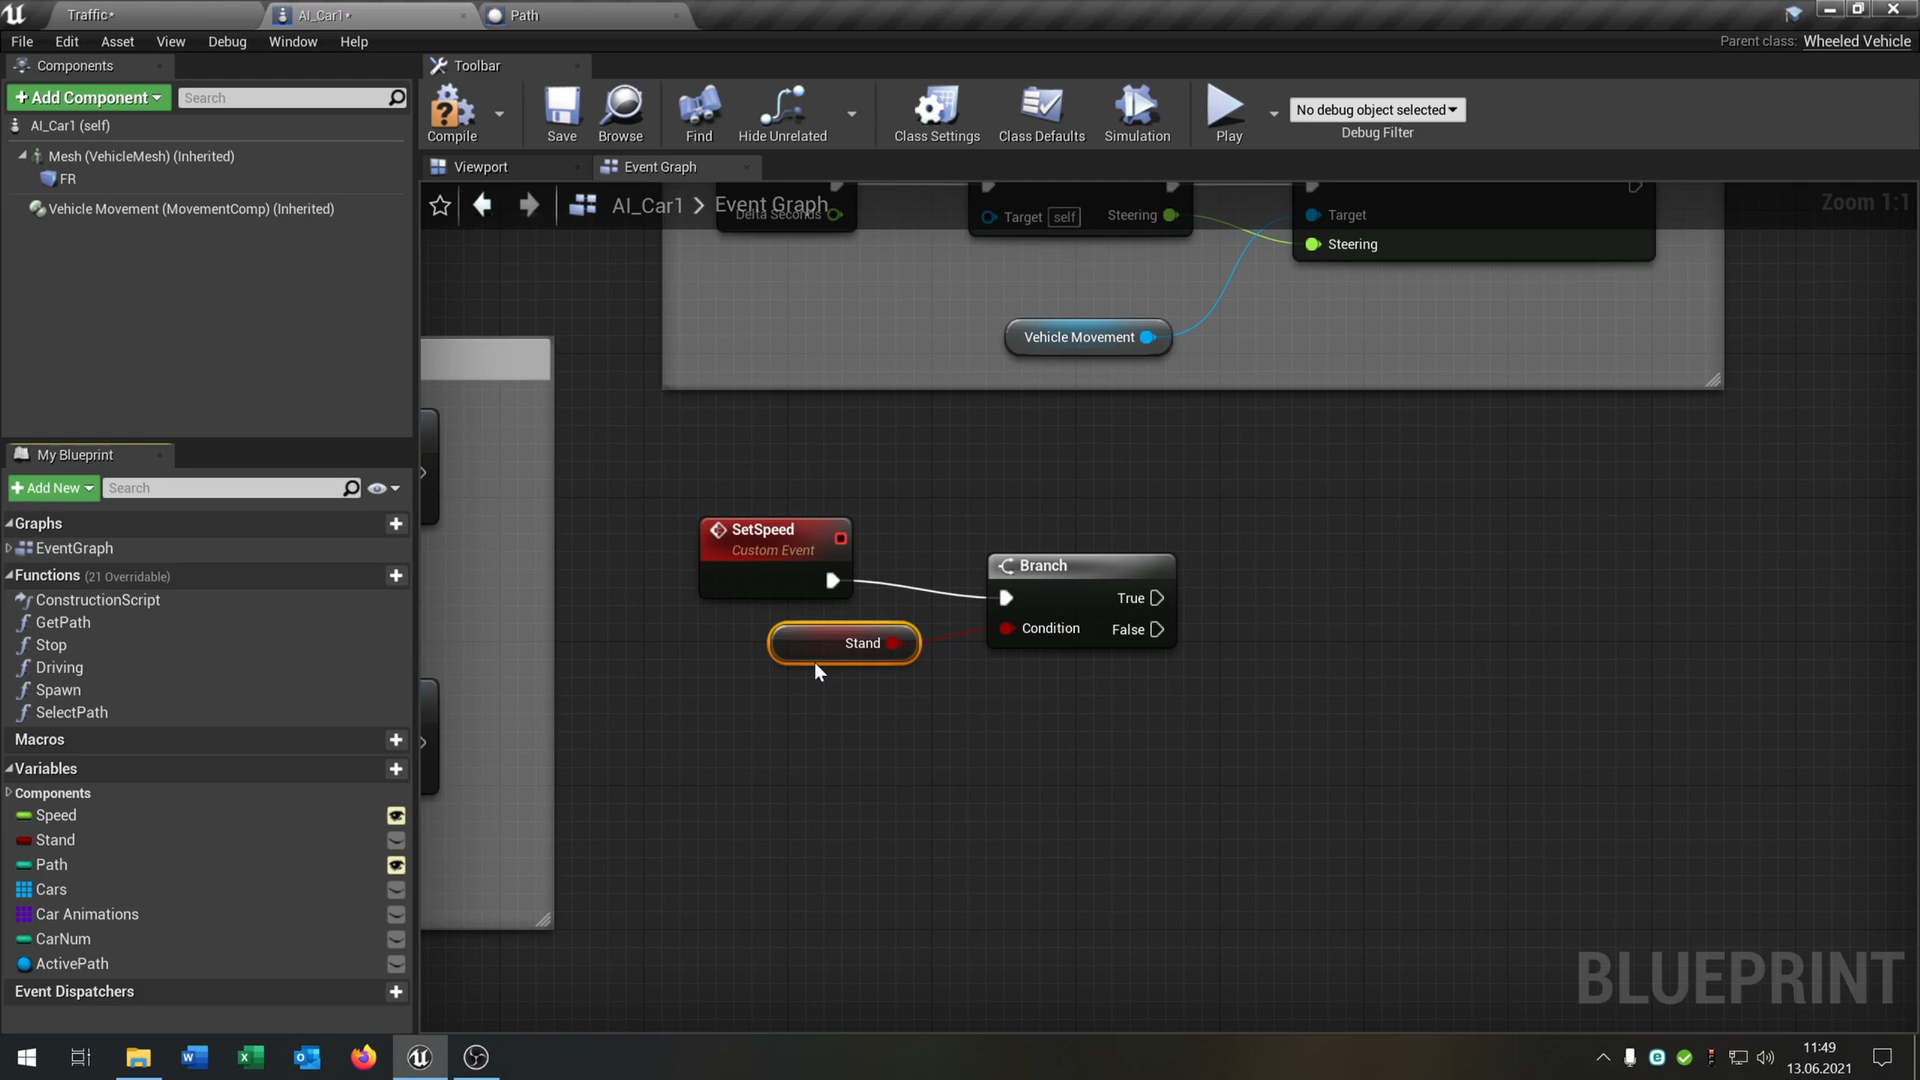 Traffic*
AI_Car1*
Path
File
Edit
Asset
View
Debug
Window
Help
Parent class: Wheeled Vehicle
Components
Toolbar
+ Add Component
Search
AI_Car1 (self)
Mesh (VehicleMesh) (Inherited)
FR
Vehicle Movement (MovementComp) (Inherited)
Compile
Save
Browse
Find
Hide Unrelated
Class Settings
Class Defaults
Simulation
Play
No debug object selected
Debug Filter
Viewport
Event Graph
AI_Car1 > Event Graph
Zoom 1:1
Delta Seconds
Target self
Steering
Target
Steering
Vehicle Movement
My Blueprint
+ Add New
Search
Graphs
EventGraph
Functions (21 Overridable)
ConstructionScript
GetPath
Stop
Driving
Spawn
SelectPath
Macros
Variables
Components
Speed
Stand
Path
Cars
Car Animations
CarNum
ActivePath
Event Dispatchers
SetSpeed
Custom Event
Branch
True
Condition
False
Stand
BLUEPRINT
11:49
13.06.2021